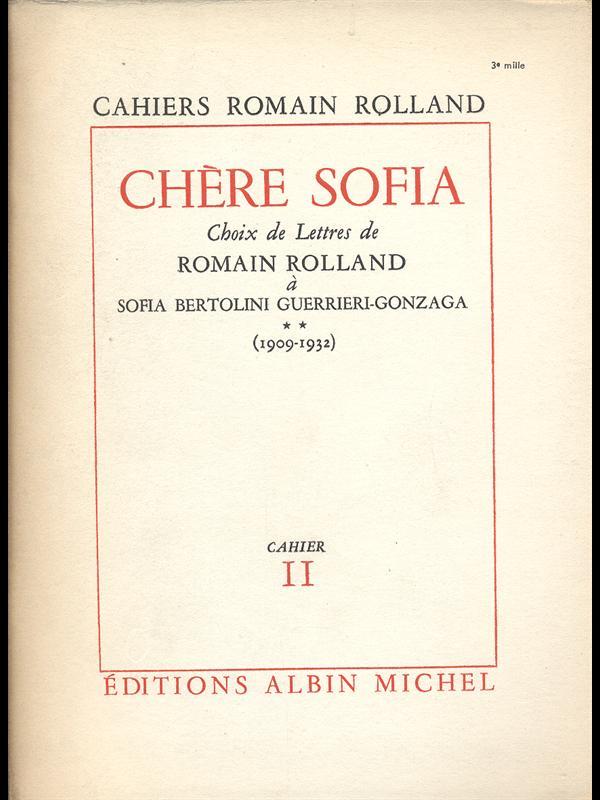 3e mille
CAHIERS ROMAIN ROLLAND
CHÈRE SOFIA
Choix de Lettres de
ROMAIN ROLLAND
à
SOFIA BERTOLINI GUERRIERI-GONZAGA
★ ★
(1909-1932)
CAHIER
II
ÉDITIONS ALBIN MICHEL